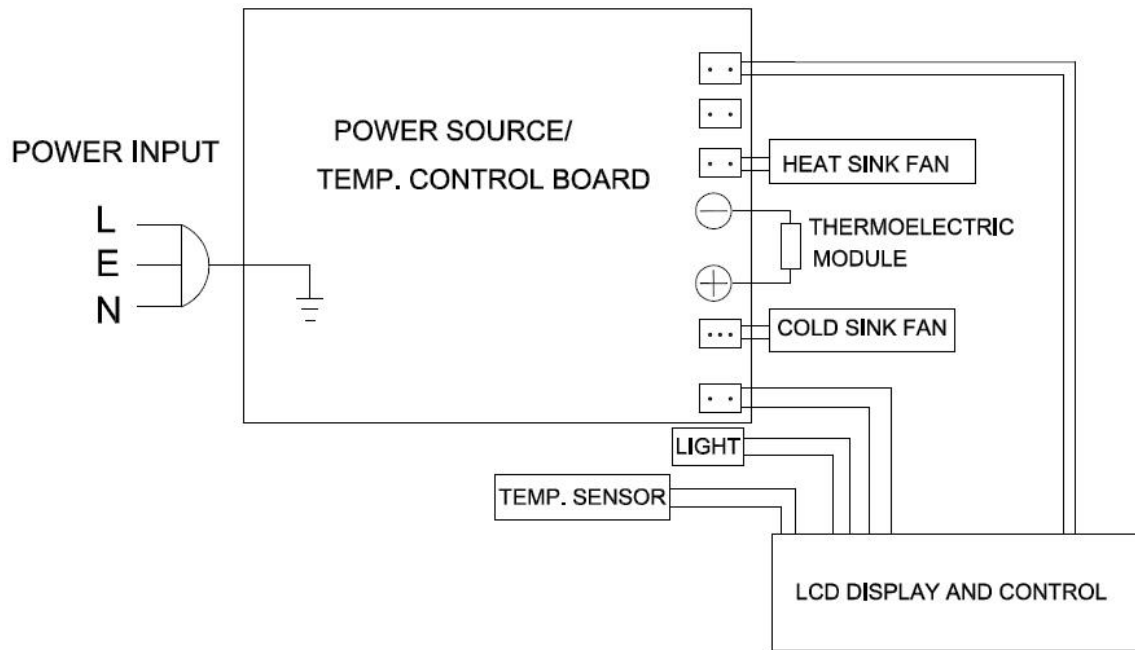 POWER INPUT
L
E
N
POWER SOURCE/
TEMP. CONTROL BOARD
HEAT SINK FAN
THERMOELECTRIC
MODULE
COLD SINK FAN
LIGHT
TEMP. SENSOR
LCD DISPLAY AND CONTROL